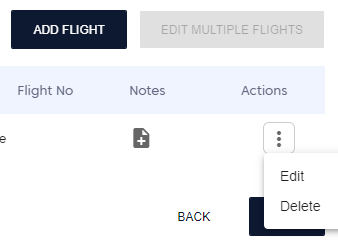 ADD FLIGHT EDIT MULTIPLE FLIGHTS
Flight No Notes Actions
e
Edit
Delete
BACK